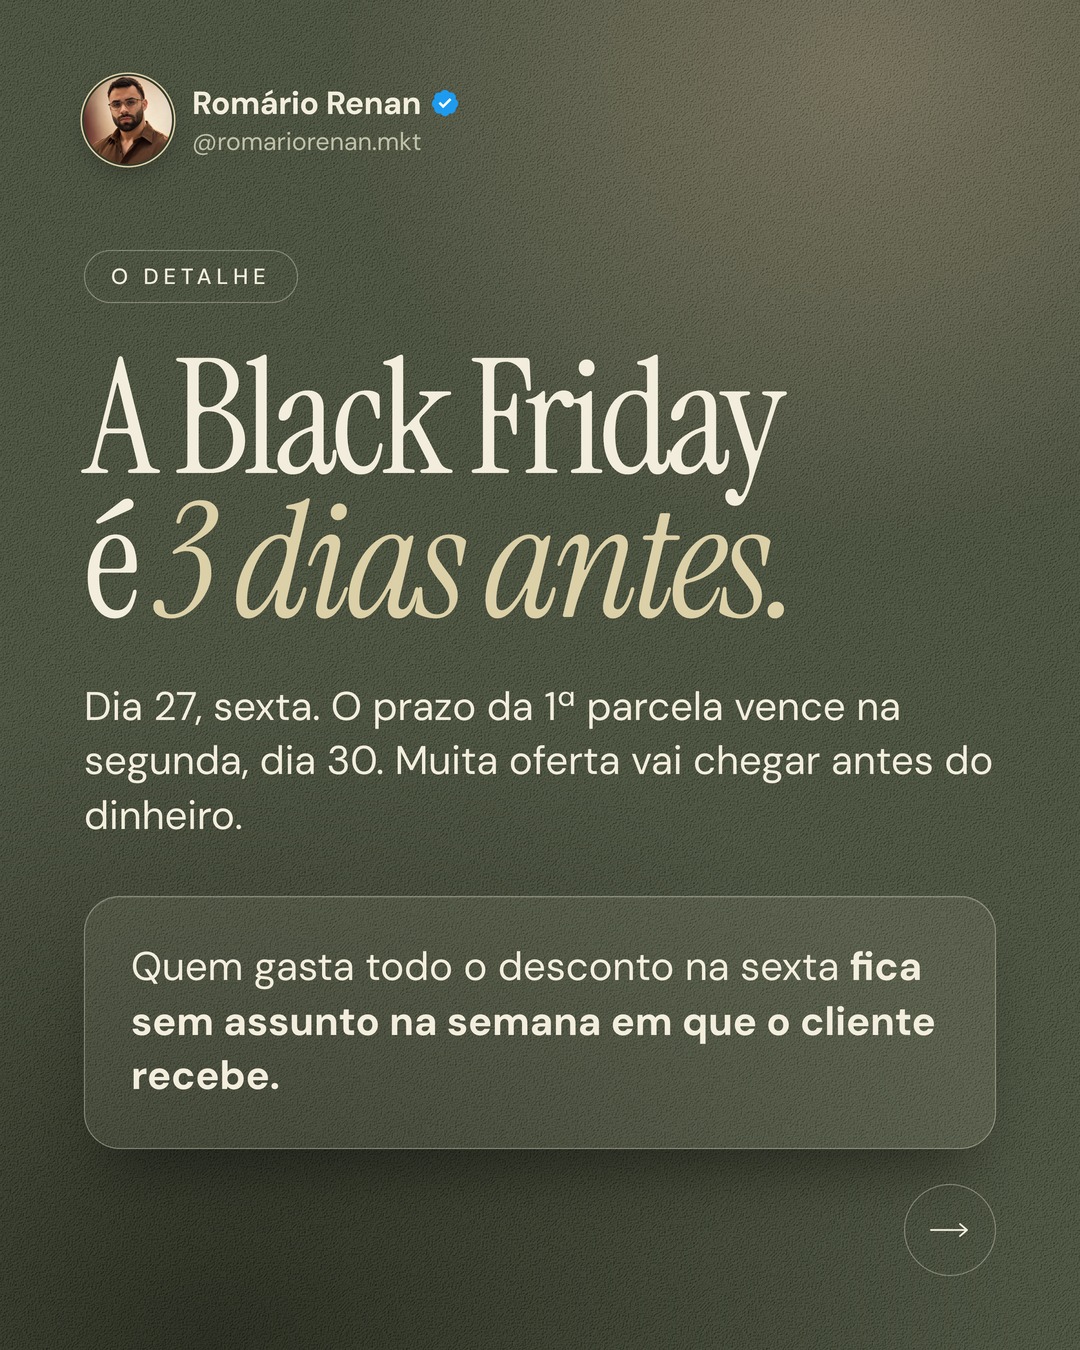 Romário Renan
@romariorenan.mkt
O DETALHE
A Black Friday
é 3 dias antes.
Dia 27, sexta. O prazo da 1ª parcela vence na
segunda, dia 30. Muita oferta vai chegar antes do
dinheiro.
Quem gasta todo o desconto na sexta fica
sem assunto na semana em que o cliente
recebe.